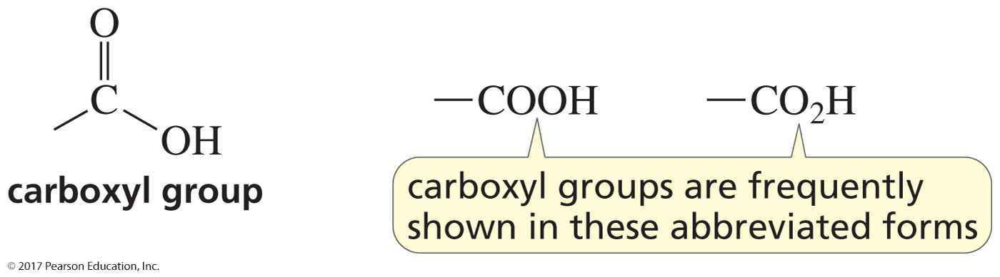 O
C
OH
carboxyl group
—COOH
—CO₂H
carboxyl groups are frequently
shown in these abbreviated forms
© 2017 Pearson Education, Inc.